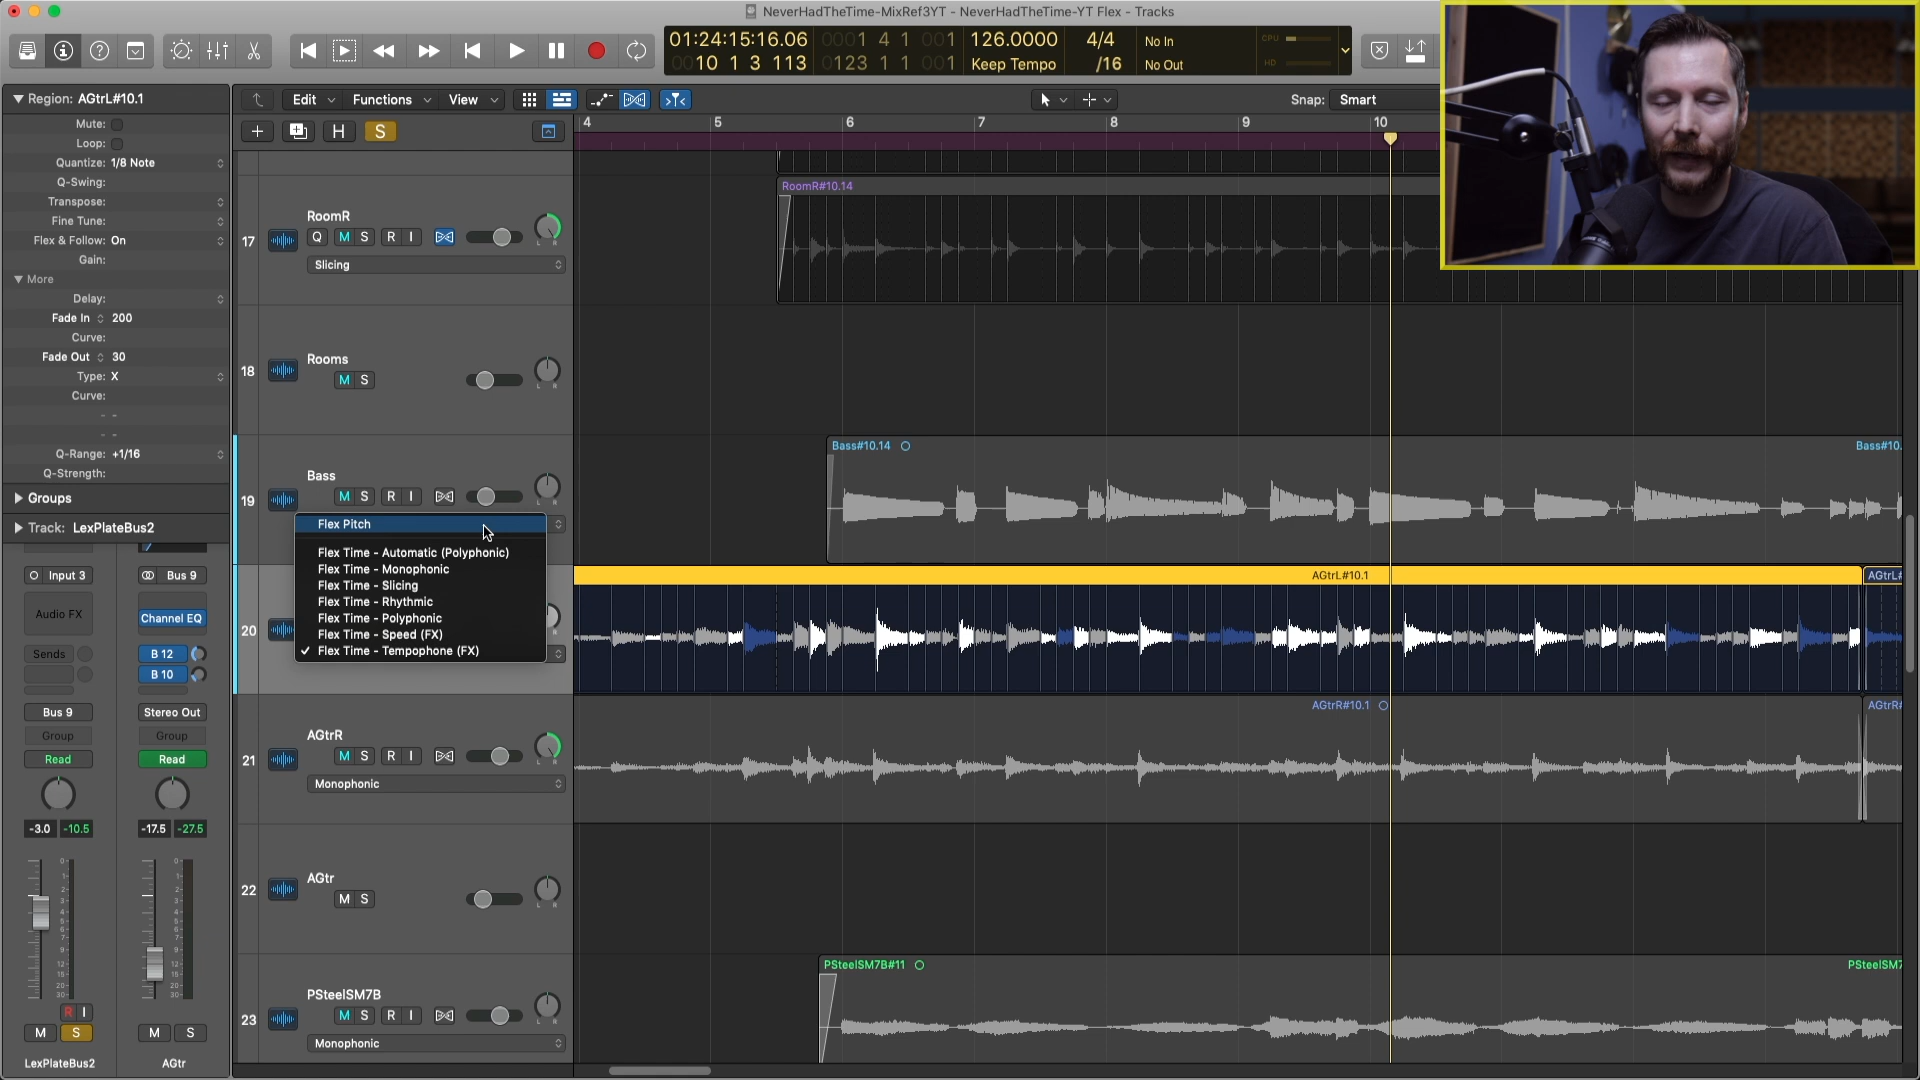 NeverHadTheTime-MixRef3YT - NeverHadTheTime-YT Flex - Tracks
01:24:15:16.06
0001 4 1 001
126.0000
4/4
No In
CPU
0010 1 3 113
0123 1 1 001
Keep Tempo
/16
No Out
HD
Region: AGtrL#10.1
Mute:
Loop:
Quantize: 1/8 Note
Q-Swing:
Transpose:
Fine Tune:
Flex & Follow: On
Gain:
More
Delay:
Fade In 200
Curve:
Fade Out 30
Type: X
Curve:
- -
- -
Q-Range: +1/16
Q-Strength:
Groups
Track: LexPlateBus2
Input 3
Bus 9
Audio FX
Channel EQ
Sends
B 12
B 10
Bus 9
Stereo Out
Group
Group
Read
Read
-3.0 -10.5
-17.5 -27.5
R I
M S
M S
LexPlateBus2
AGtr
Edit
Functions
View
Snap: Smart
H
S
4 5 6 7 8 9 10
17
RoomR
Q M S R I
L R
Slicing
RoomR#10.14
18
Rooms
M S
L R
19
Bass
M S R I
L R
Bass#10.14
Bass#10.
Flex Pitch
Flex Time - Automatic (Polyphonic)
Flex Time - Monophonic
Flex Time - Slicing
Flex Time - Rhythmic
Flex Time - Polyphonic
Flex Time - Speed (FX)
✓ Flex Time - Tempophone (FX)
20
AGtrL#10.1
AGtrL#
21
AGtrR
M S R I
L R
Monophonic
AGtrR#10.1
AGtrR#
22
AGtr
M S
L R
23
PSteelSM7B
M S R I
L R
Monophonic
PSteelSM7B#11
PSteelSM7